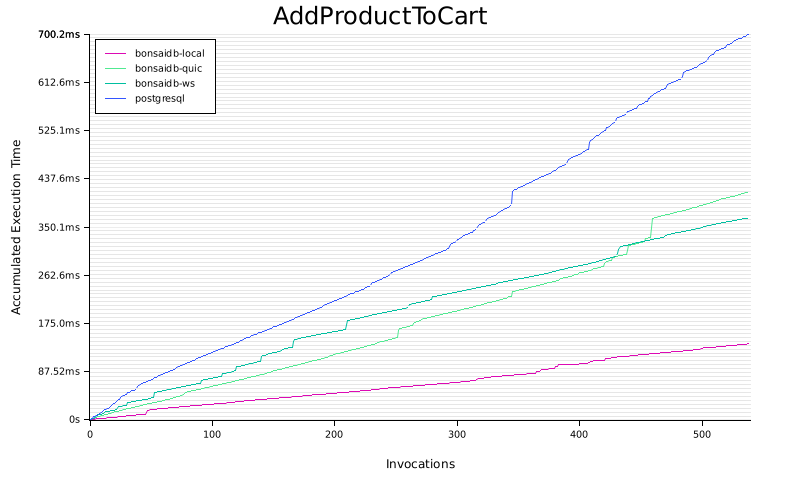 AddProductToCart
700.2ms
612.6ms
525.1ms
437.6ms
350.1ms
262.6ms
175.0ms
87.52ms
0s
Accumulated Execution Time
bonsaidb-local
bonsaidb-quic
bonsaidb-ws
postgresql
0
100
200
300
400
500
Invocations